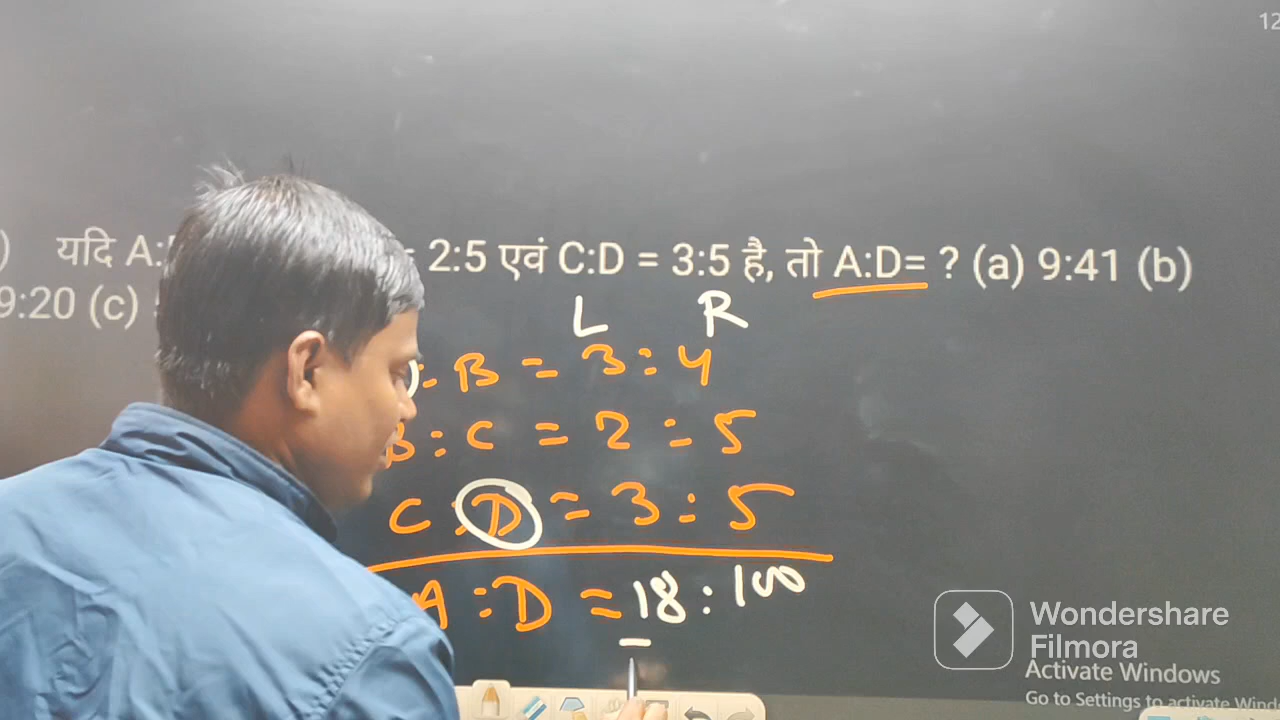 12
) यदि A: = 2:5 एवं C:D = 3:5 है, तो A:D= ? (a) 9:41 (b)
9:20 (c)
L R
: B = 3 : 4
B : C = 2 : 5
C : D = 3 : 5
A : D = 18 : 100
Wondershare
Filmora
Activate Windows
Go to Settings to activate Wind